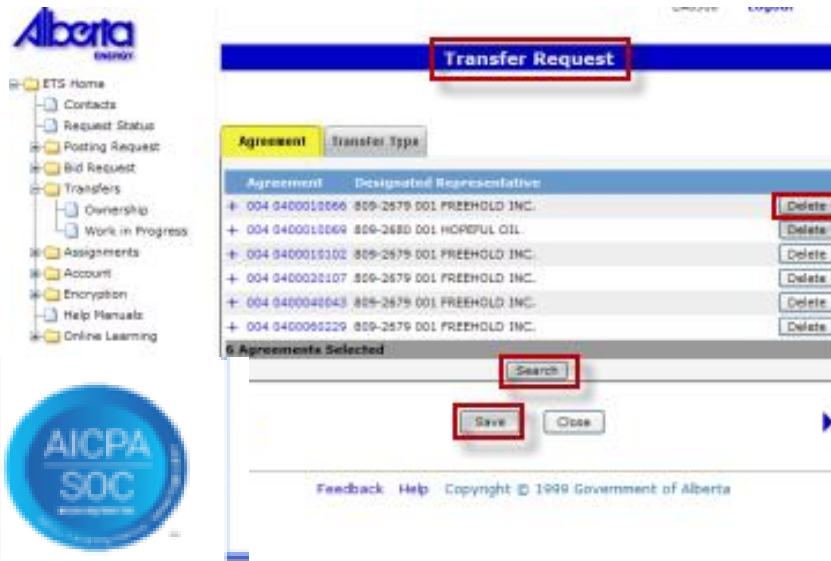 Alberta
ENERGY
Logout
Transfer Request
ETS Home
Contacts
Request Status
Posting Request
Bid Request
Transfers
Ownership
Work in Progress
Assignments
Account
Encryption
Help Manuals
Online Learning
Agreement Transfer Type
Agreement Designated Representative
+ 004 0400010066 809-2679 001 FREEHOLD INC. Delete
+ 004 0400010069 809-2680 001 HOPEFUL OIL Delete
+ 004 0400010102 809-2679 001 FREEHOLD INC. Delete
+ 004 0400020107 809-2679 001 FREEHOLD INC. Delete
+ 004 0400040043 809-2679 001 FREEHOLD INC. Delete
+ 004 0400060229 809-2679 001 FREEHOLD INC. Delete
6 Agreements Selected
Search
Save Close
Feedback Help Copyright © 1999 Government of Alberta
AICPA
SOC